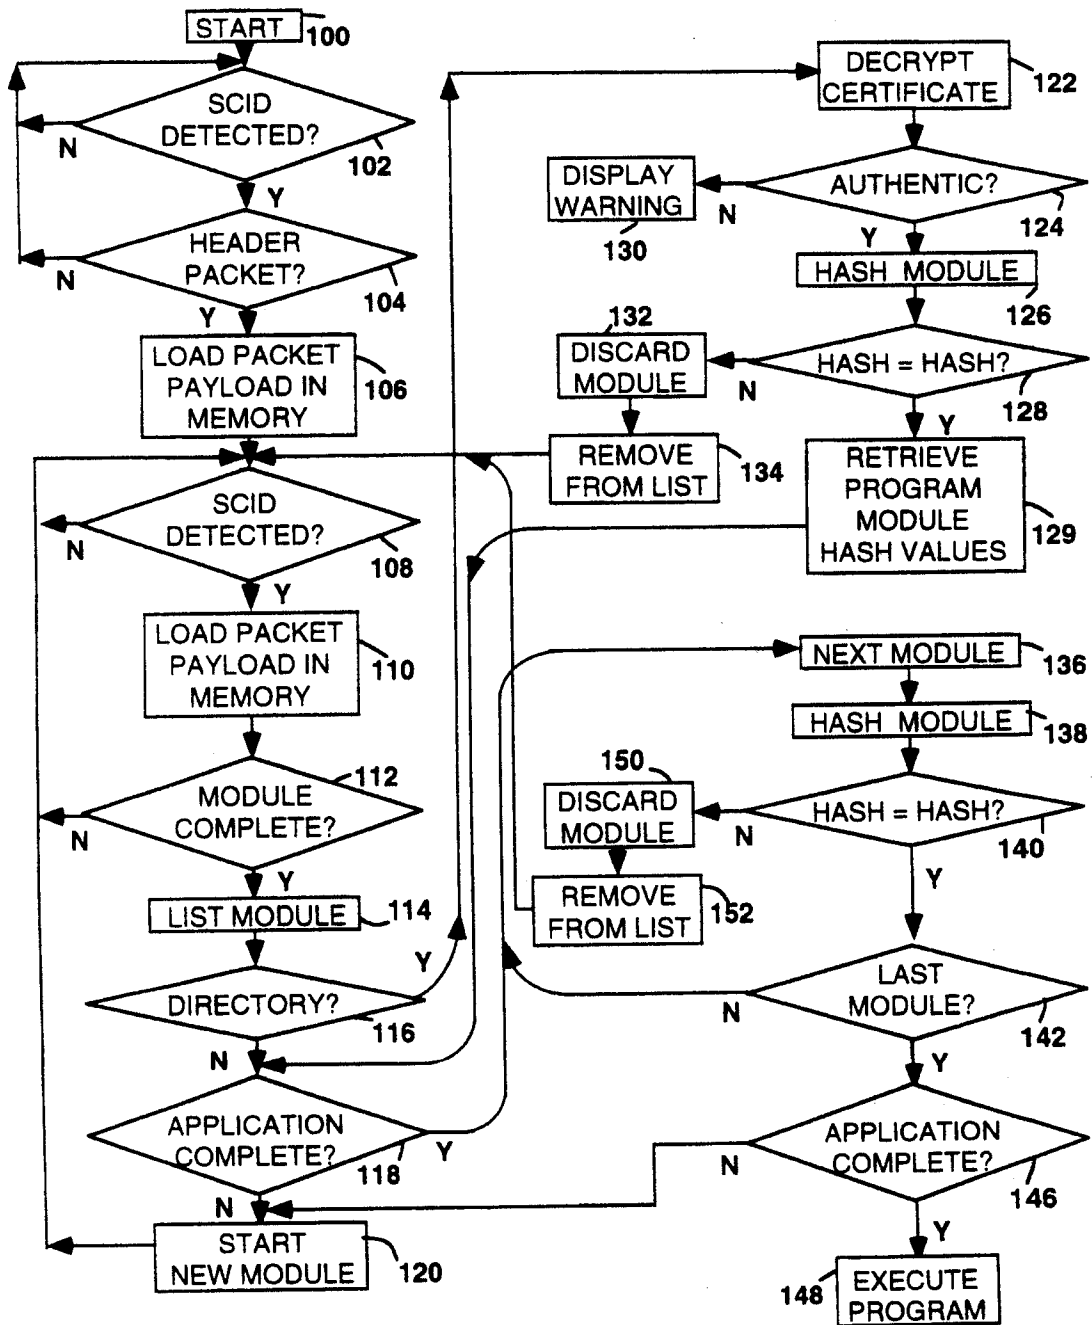 START
100
SCID
DETECTED?
102
N
Y
HEADER
PACKET?
104
N
Y
LOAD PACKET
PAYLOAD IN
MEMORY
106
SCID
DETECTED?
108
N
Y
LOAD PACKET
PAYLOAD IN
MEMORY
110
MODULE
COMPLETE?
112
N
Y
LIST MODULE
114
DIRECTORY?
116
Y
N
APPLICATION
COMPLETE?
118
Y
N
START
NEW MODULE
120
DECRYPT
CERTIFICATE
122
AUTHENTIC?
124
N
Y
DISPLAY
WARNING
130
HASH MODULE
126
HASH = HASH?
128
N
Y
132
DISCARD
MODULE
REMOVE
FROM LIST
134
RETRIEVE
PROGRAM
MODULE
HASH VALUES
129
NEXT MODULE
136
HASH MODULE
138
HASH = HASH?
140
N
Y
150
DISCARD
MODULE
REMOVE
FROM LIST
152
LAST
MODULE?
142
N
Y
APPLICATION
COMPLETE?
146
N
Y
148
EXECUTE
PROGRAM